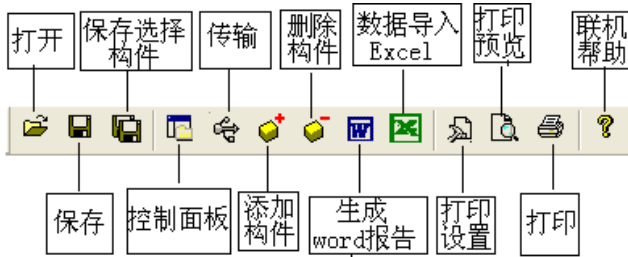 打开
保存选择
构件
传输
删除
构件
数据导入
Excel
打印
预览
联机
帮助
保存
控制面板
添加
构件
生成
word报告
打印
设置
打印